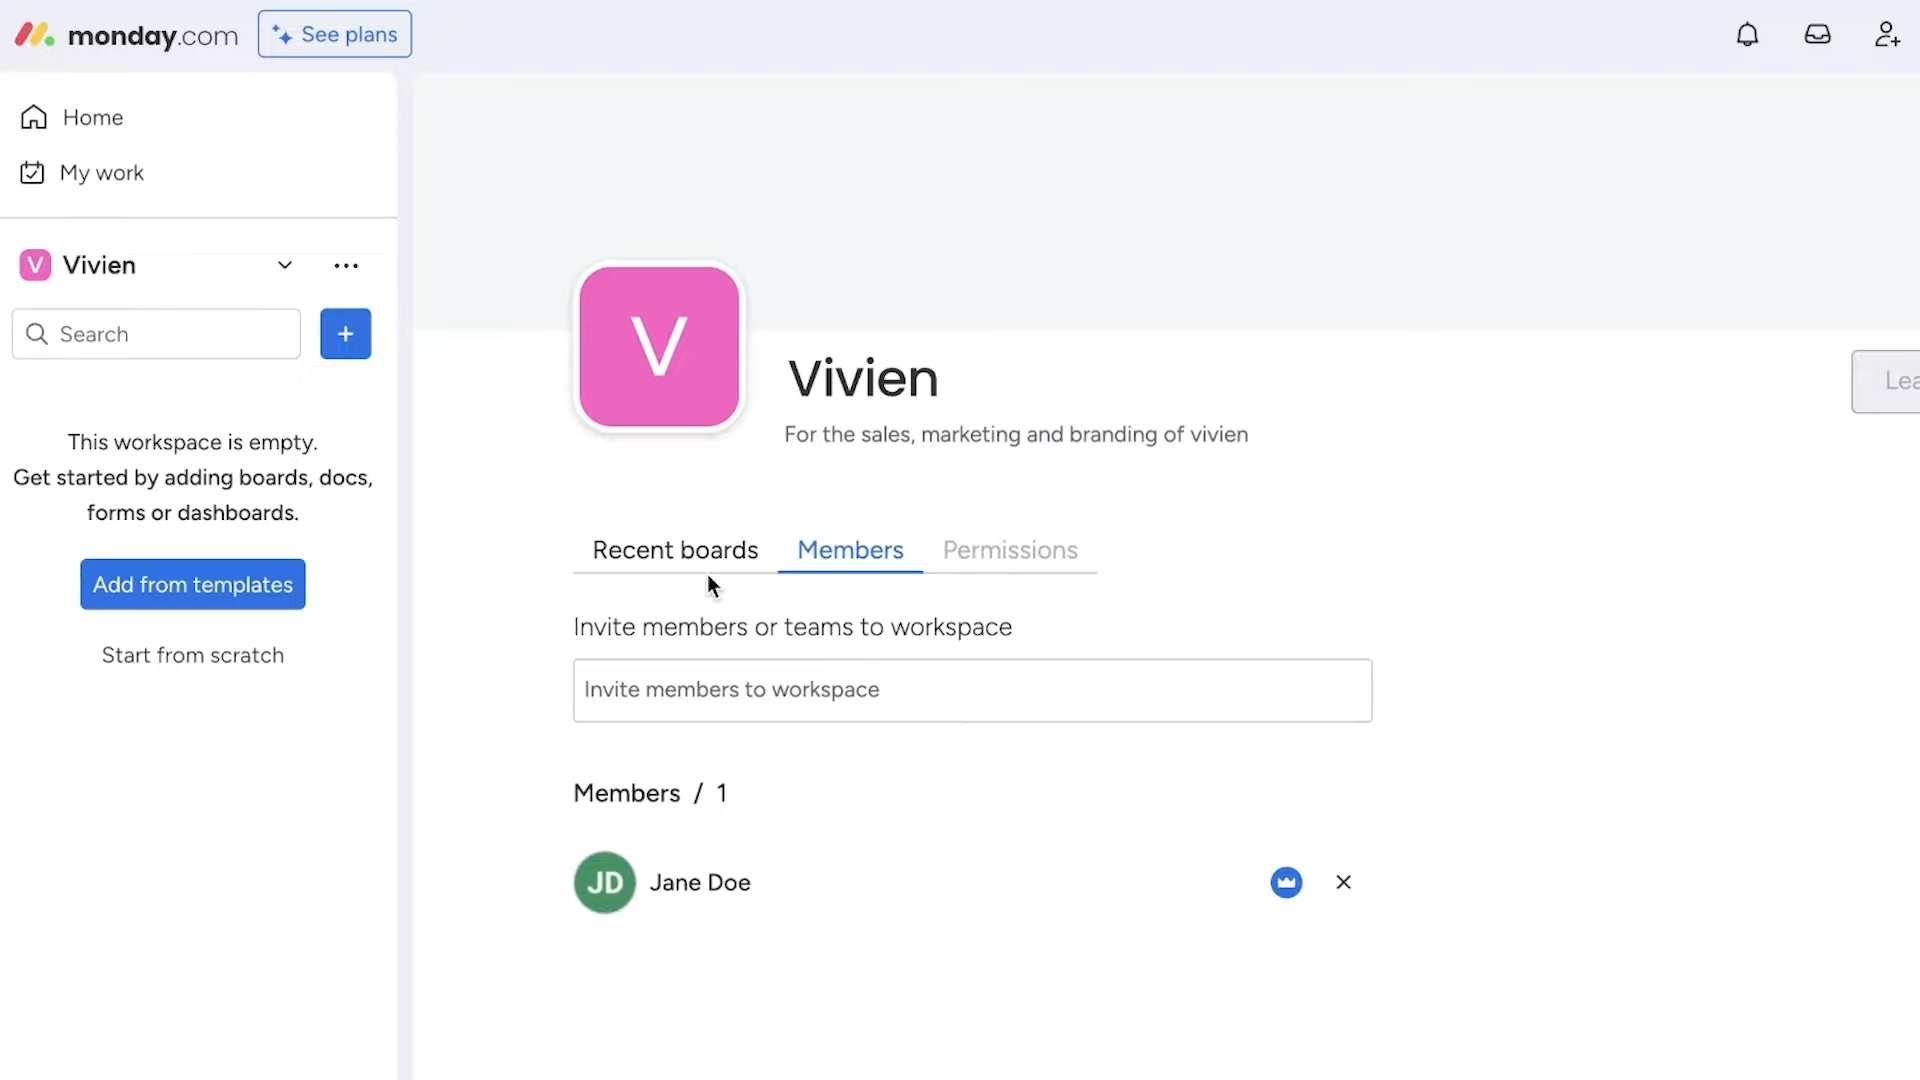 monday.com
See plans
Home
My work
V Vivien
Search
+
This workspace is empty.
Get started by adding boards, docs,
forms or dashboards.
Add from templates
Start from scratch
V
Vivien
For the sales, marketing and branding of vivien
Lea
Recent boards Members Permissions
Invite members or teams to workspace
Invite members to workspace
Members / 1
JD Jane Doe